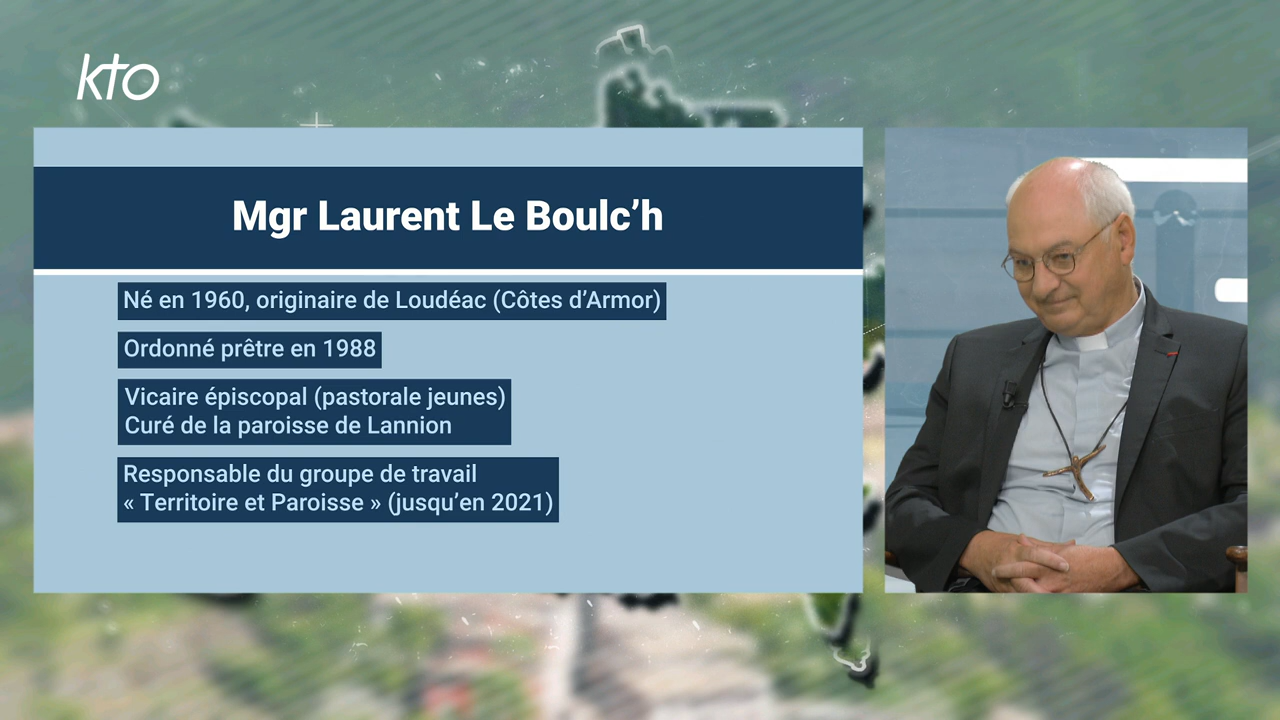 kto
Mgr Laurent Le Boulc’h
Né en 1960, originaire de Loudéac (Côtes d’Armor)
Ordonné prêtre en 1988
Vicaire épiscopal (pastorale jeunes)
Curé de la paroisse de Lannion
Responsable du groupe de travail
« Territoire et Paroisse » (jusqu’en 2021)